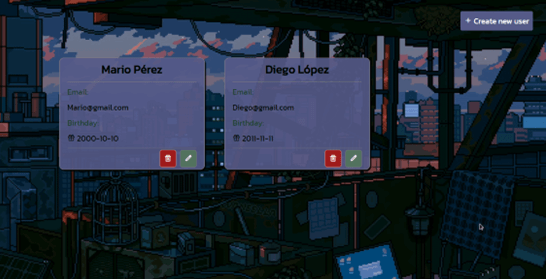 + Create new user
Mario Pérez
Email:
Mario@gmail.com
Birthday:
2000-10-10
Diego López
Email:
Diego@gmail.com
Birthday:
2011-11-11